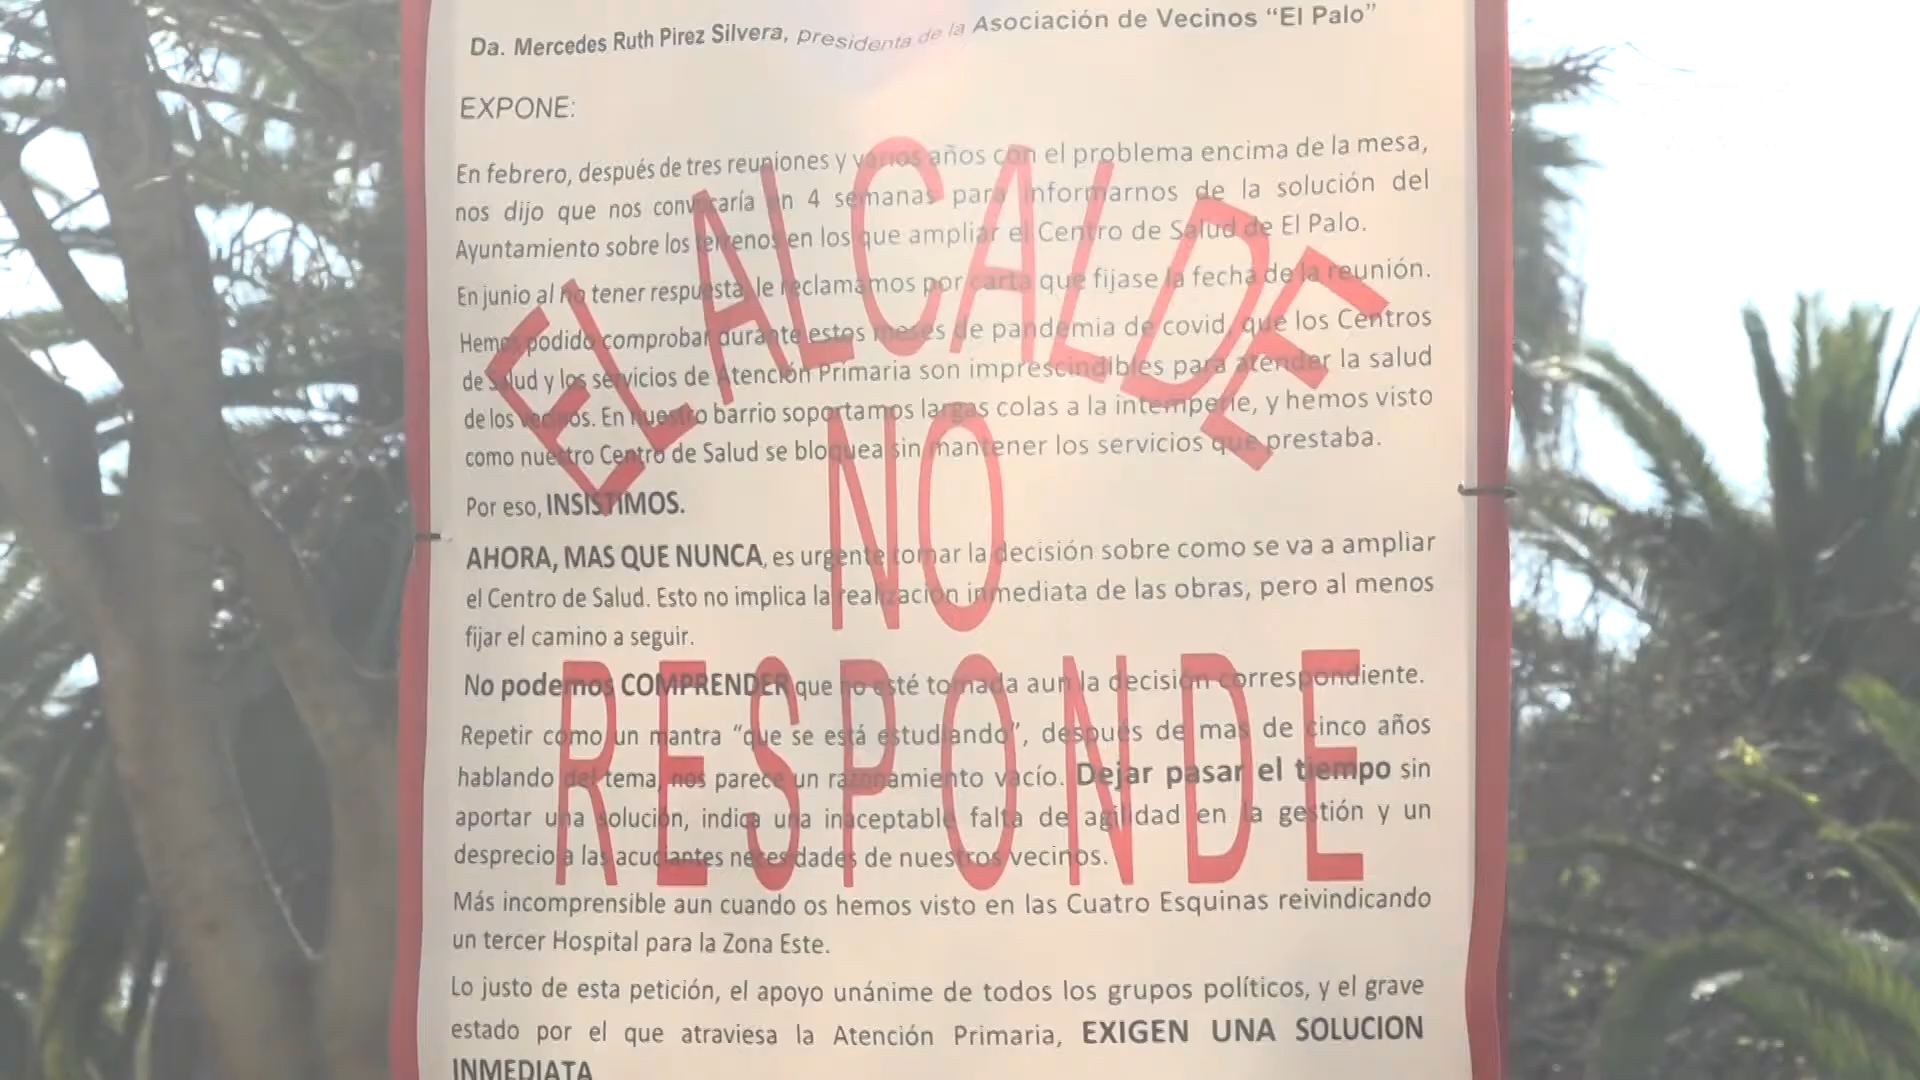 Da. Mercedes Ruth Pirez Silvera, presidenta de la Asociación de Vecinos “El Palo”
EXPONE:
En febrero, después de tres reuniones y varios años con el problema encima de la mesa,
nos dijo que nos convocaría en 4 semanas para informarnos de la solución del
Ayuntamiento sobre los terrenos en los que ampliar el Centro de Salud de El Palo.
En junio al no tener respuesta, le reclamamos por carta que fijase la fecha de la reunión.
Hemos podido comprobar durante estos meses de pandemia de covid, que los Centros
de Salud y los servicios de Atención Primaria son imprescindibles para atender la salud
de los vecinos. En nuestro barrio soportamos largas colas a la intemperie, y hemos visto
como nuestro Centro de Salud se bloquea sin mantener los servicios que prestaba.
Por eso, INSISTIMOS.
AHORA, MAS QUE NUNCA, es urgente tomar la decisión sobre como se va a ampliar
el Centro de Salud. Esto no implica la realización inmediata de las obras, pero al menos
fijar el camino a seguir.
No podemos COMPRENDER que no esté tomada aun la decisión correspondiente.
Repetir como un mantra “que se está estudiando”, después de mas de cinco años
hablando del tema, nos parece un razonamiento vacío. Dejar pasar el tiempo sin
aportar una solución, indica una inaceptable falta de agilidad en la gestión y un
desprecio a las acuciantes necesidades de nuestros vecinos.
Más incomprensible aun cuando os hemos visto en las Cuatro Esquinas reivindicando
un tercer Hospital para la Zona Este.
Lo justo de esta petición, el apoyo unánime de todos los grupos políticos, y el grave
estado por el que atraviesa la Atención Primaria, EXIGEN UNA SOLUCION
INMEDIATA
EL ALCALDE
NO
RESPONDE